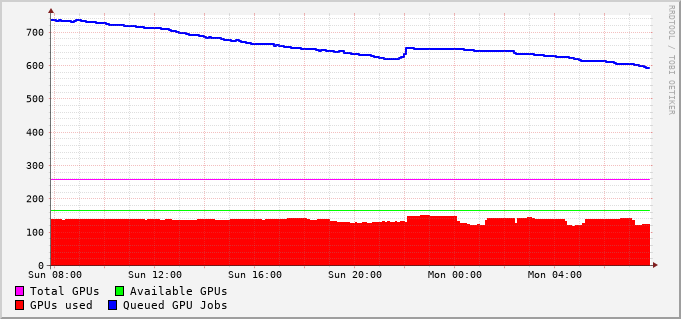 RRDTOOL / TOBI OETIKER
700
600
500
400
300
200
100
0
Sun 08:00 Sun 12:00 Sun 16:00 Sun 20:00 Mon 00:00 Mon 04:00
Total GPUs Available GPUs
GPUs used Queued GPU Jobs